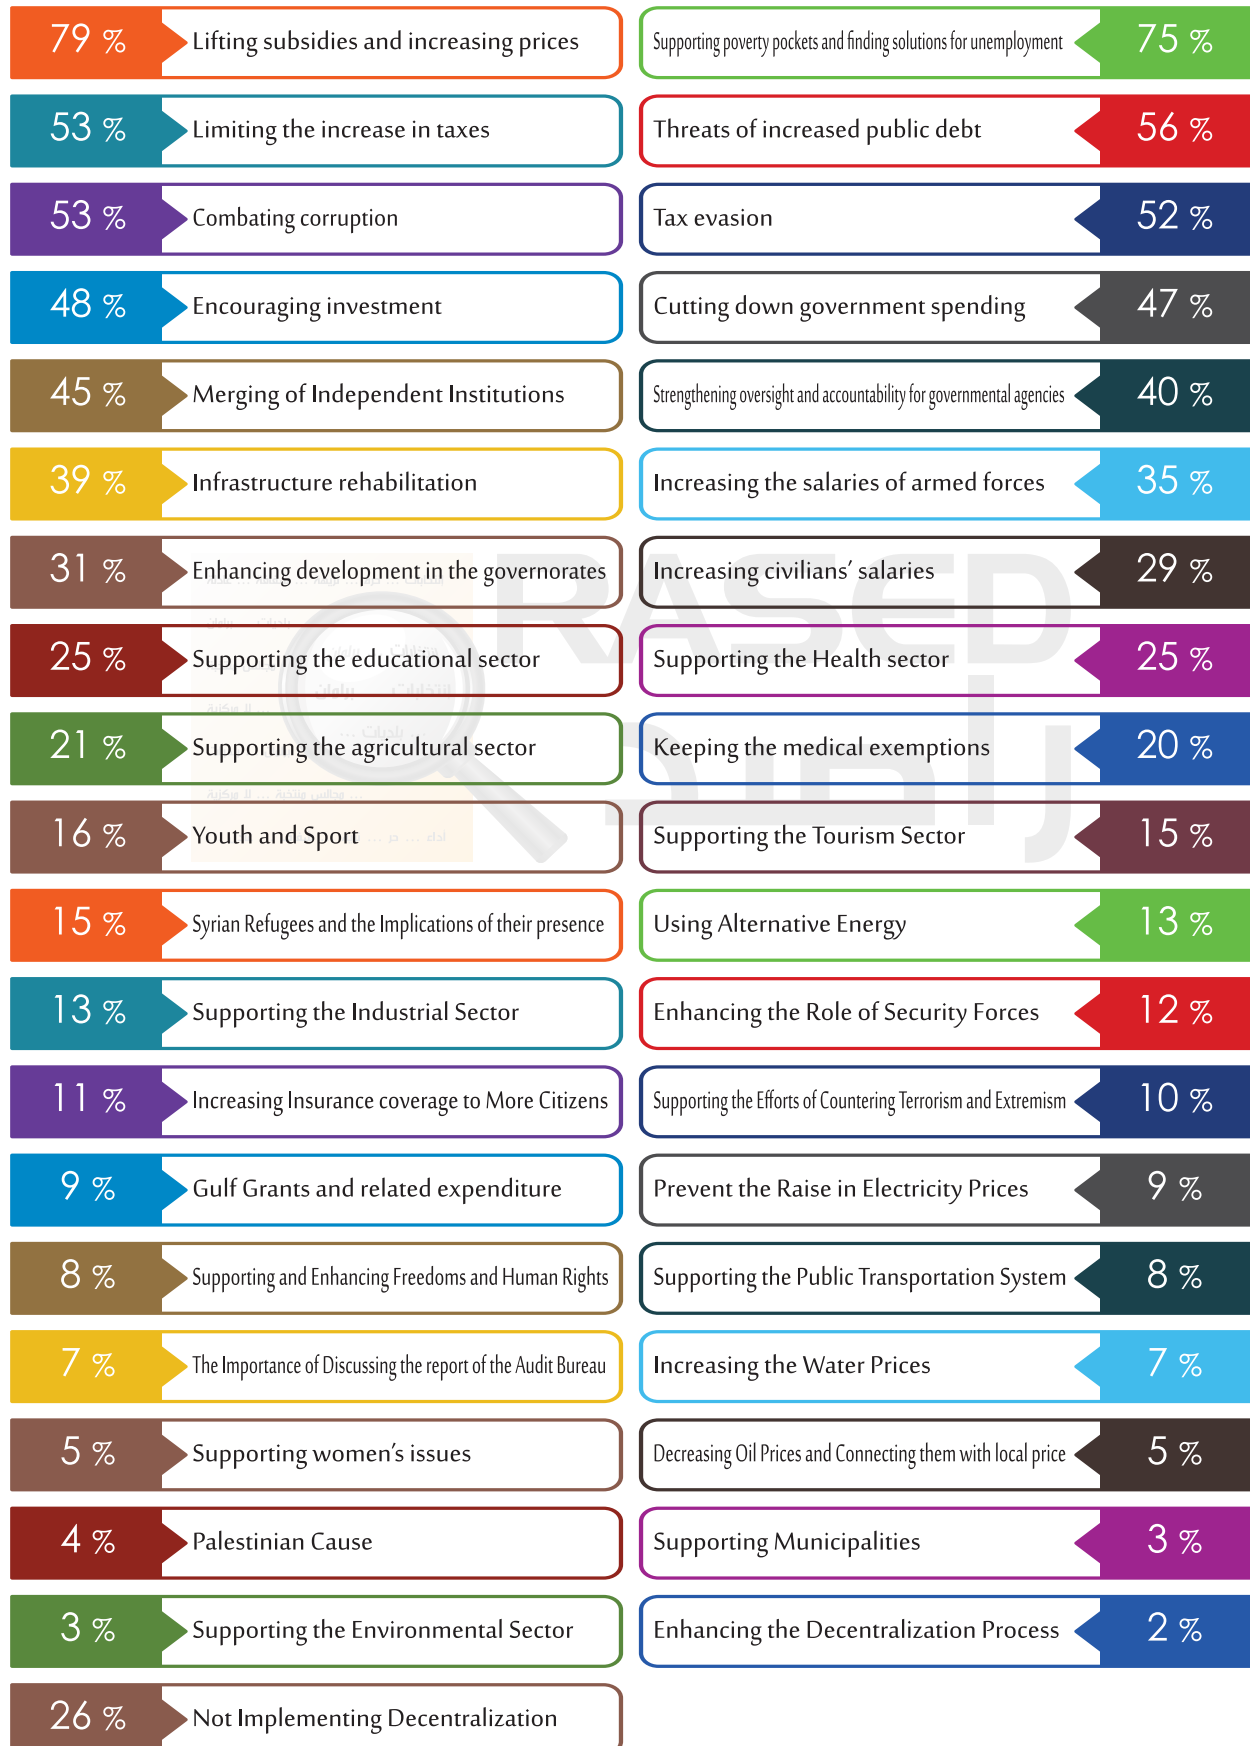 79 % Lifting subsidies and increasing prices
Supporting poverty pockets and finding solutions for unemployment 75 %
53 % Limiting the increase in taxes
Threats of increased public debt 56 %
53 % Combating corruption
Tax evasion 52 %
48 % Encouraging investment
Cutting down government spending 47 %
45 % Merging of Independent Institutions
Strengthening oversight and accountability for governmental agencies 40 %
39 % Infrastructure rehabilitation
Increasing the salaries of armed forces 35 %
31 % Enhancing development in the governorates
Increasing civilians’ salaries 29 %
RASED
25 % Supporting the educational sector
Supporting the Health sector 25 %
21 % Supporting the agricultural sector
Keeping the medical exemptions 20 %
راصد
16 % Youth and Sport
Supporting the Tourism Sector 15 %
15 % Syrian Refugees and the Implications of their presence
Using Alternative Energy 13 %
13 % Supporting the Industrial Sector
Enhancing the Role of Security Forces 12 %
11 % Increasing Insurance coverage to More Citizens
Supporting the Efforts of Countering Terrorism and Extremism 10 %
9 % Gulf Grants and related expenditure
Prevent the Raise in Electricity Prices 9 %
8 % Supporting and Enhancing Freedoms and Human Rights
Supporting the Public Transportation System 8 %
7 % The Importance of Discussing the report of the Audit Bureau
Increasing the Water Prices 7 %
5 % Supporting women’s issues
Decreasing Oil Prices and Connecting them with local price 5 %
4 % Palestinian Cause
Supporting Municipalities 3 %
3 % Supporting the Environmental Sector
Enhancing the Decentralization Process 2 %
26 % Not Implementing Decentralization